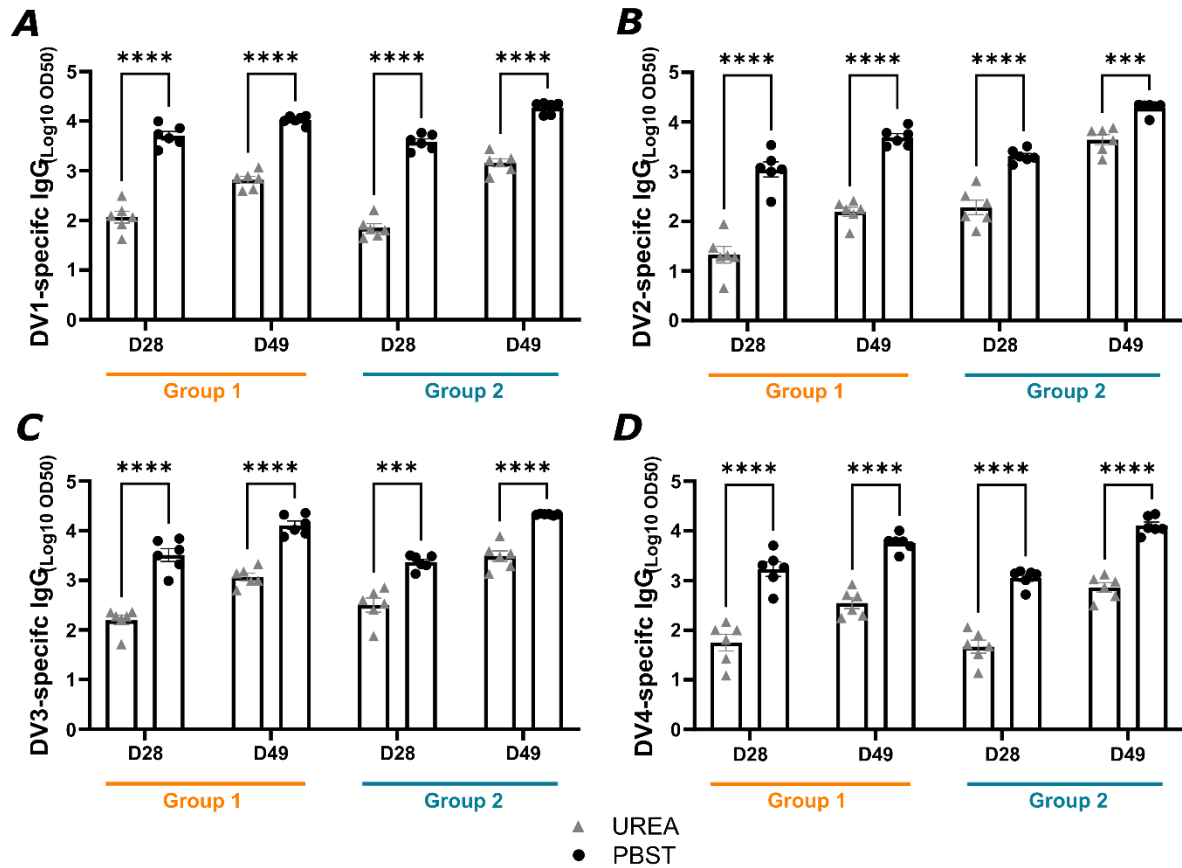 A
DV1-specifc IgG(Log10 OD50)
**** **** **** ****
5
4
3
2
1
0
D28 D49 D28 D49
Group 1 Group 2
B
DV2-specifc IgG(Log10 OD50)
**** **** **** ***
5
4
3
2
1
0
D28 D49 D28 D49
Group 1 Group 2
C
DV3-specifc IgG(Log10 OD50)
**** **** *** ****
5
4
3
2
1
0
D28 D49 D28 D49
Group 1 Group 2
D
DV4-specifc IgG(Log10 OD50)
**** **** **** ****
5
4
3
2
1
0
D28 D49 D28 D49
Group 1 Group 2
UREA
PBST